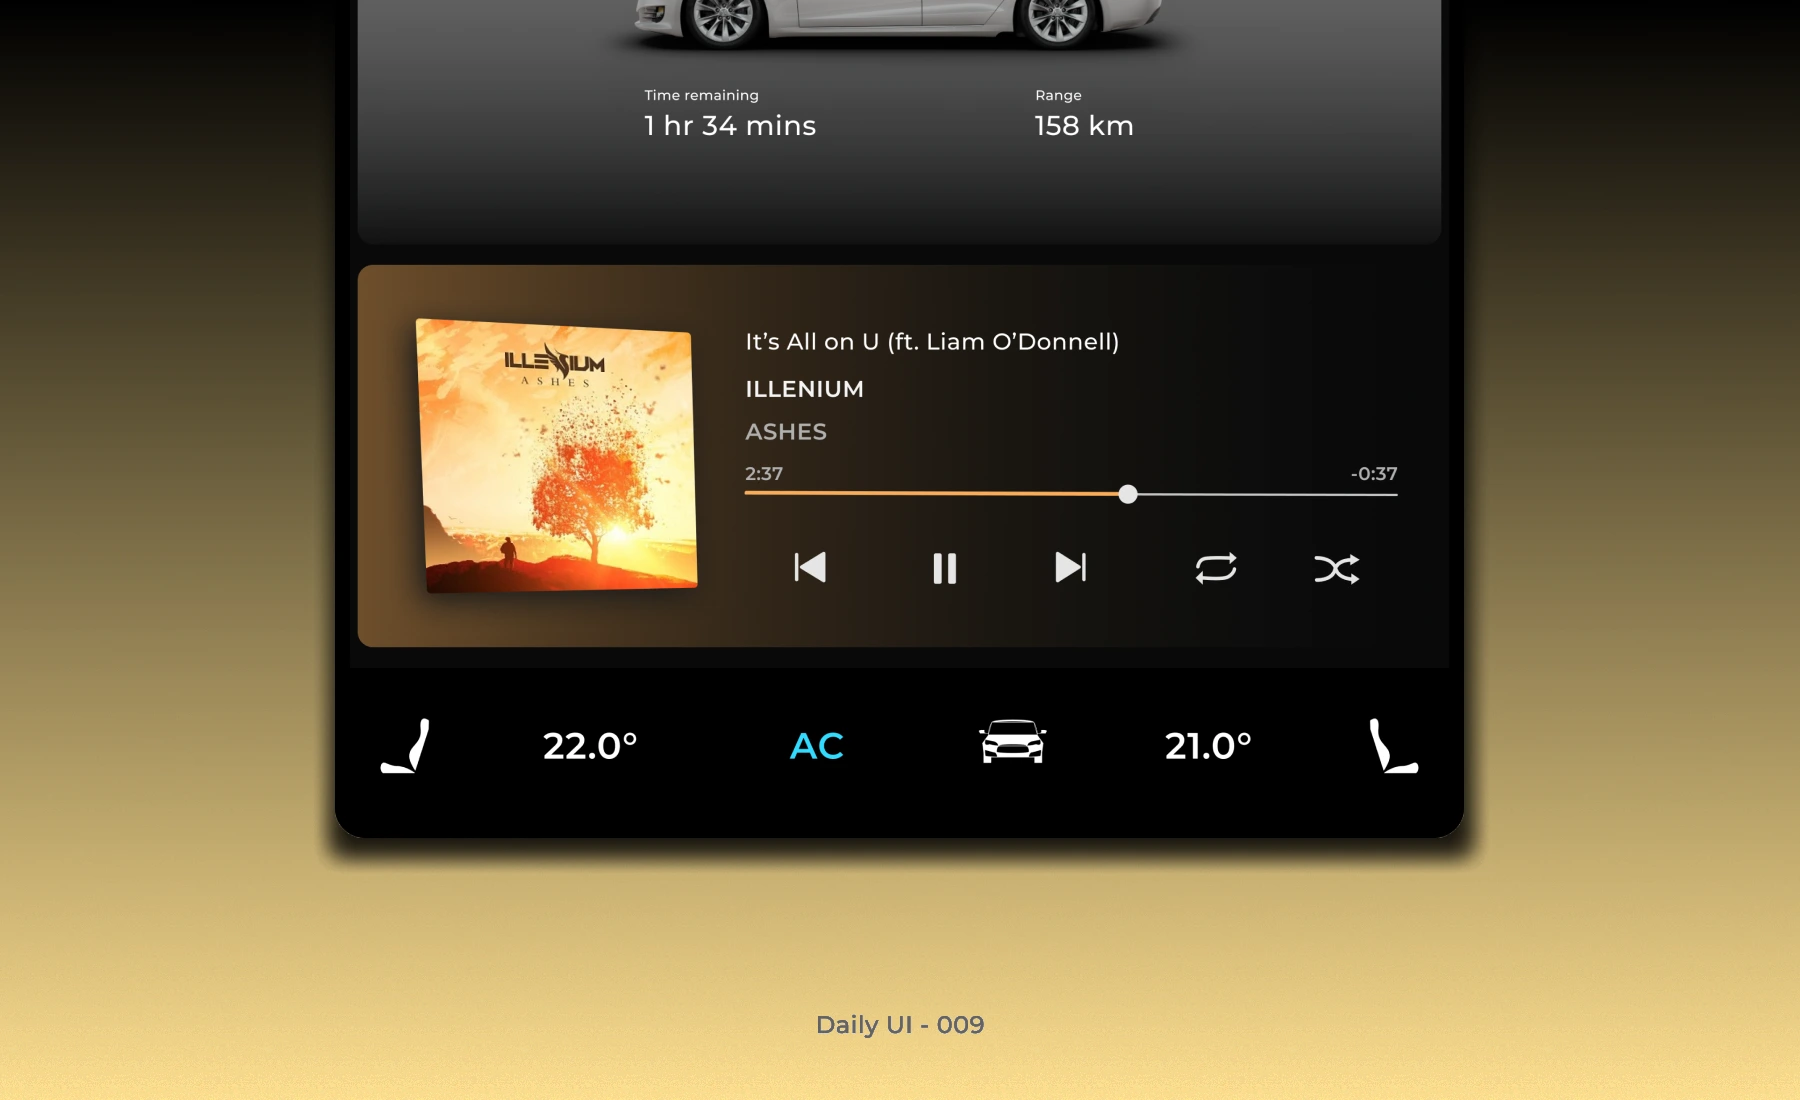 Time remaining
1 hr 34 mins
Range
158 km
ILLENIUM
ASHES
It’s All on U (ft. Liam O’Donnell)
ILLENIUM
ASHES
2:37
-0:37
22.0°
AC
21.0°
Daily UI - 009